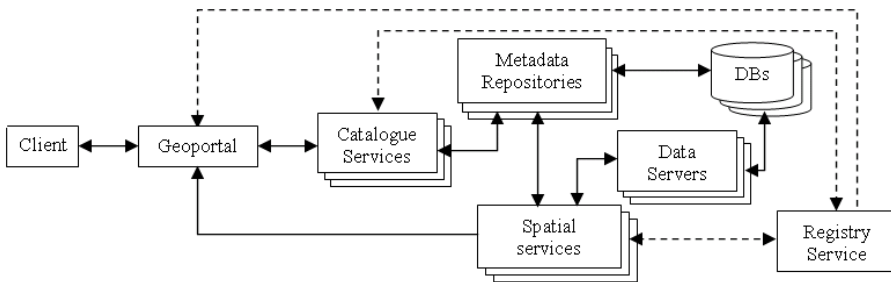 Metadata
Repositories
DBs
Client
Geoportal
Catalogue
Services
Data
Servers
Spatial
services
Registry
Service